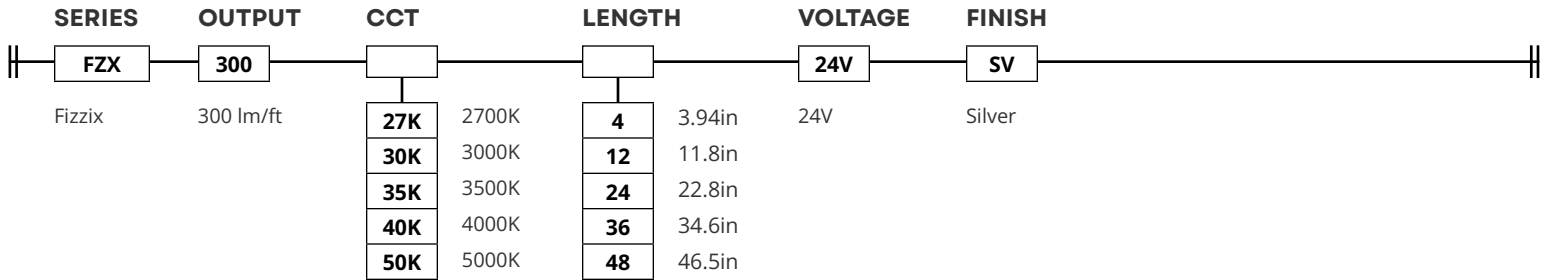 SERIES OUTPUT CCT LENGTH VOLTAGE FINISH
FZX 300 24V SV
Fizzix 300 lm/ft 27K 2700K 4 3.94in 24V Silver
30K 3000K 12 11.8in
35K 3500K 24 22.8in
40K 4000K 36 34.6in
50K 5000K 48 46.5in